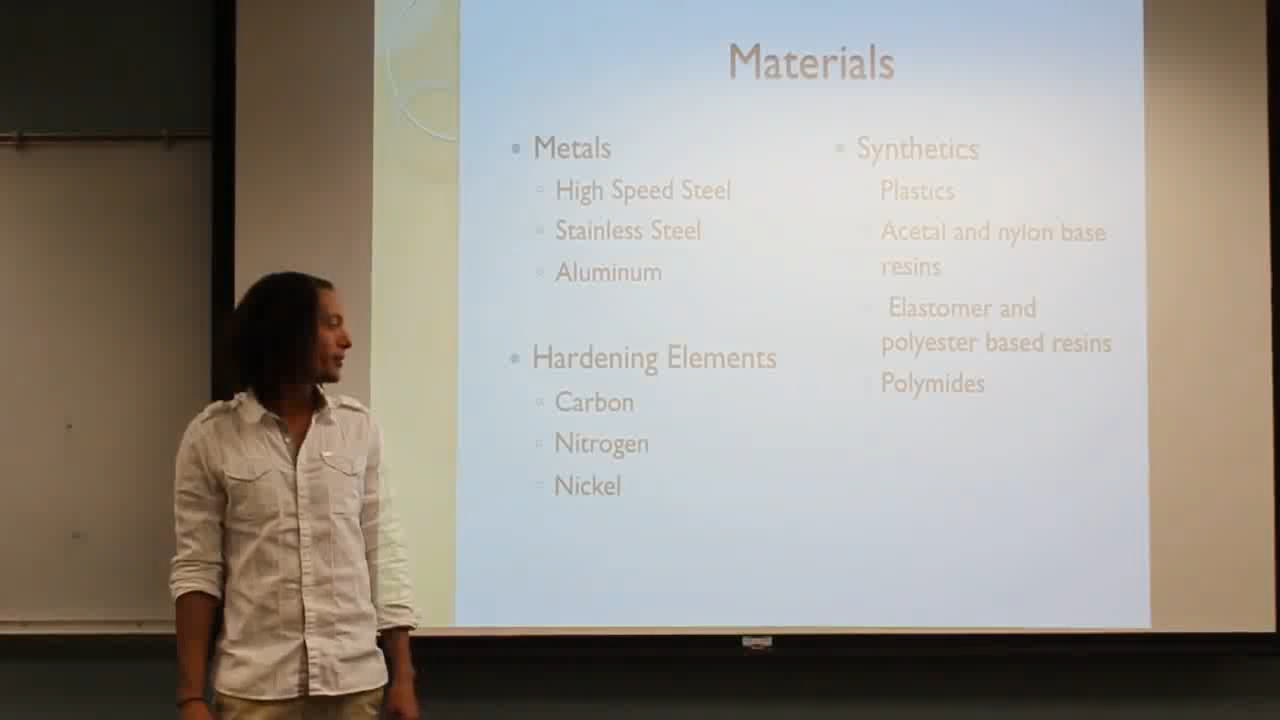 Materials
Metals
High Speed Steel
Stainless Steel
Aluminum
Hardening Elements
Carbon
Nitrogen
Nickel
Synthetics
Plastics
Acetal and nylon base
resins
Elastomer and
polyester based resins
Polymides